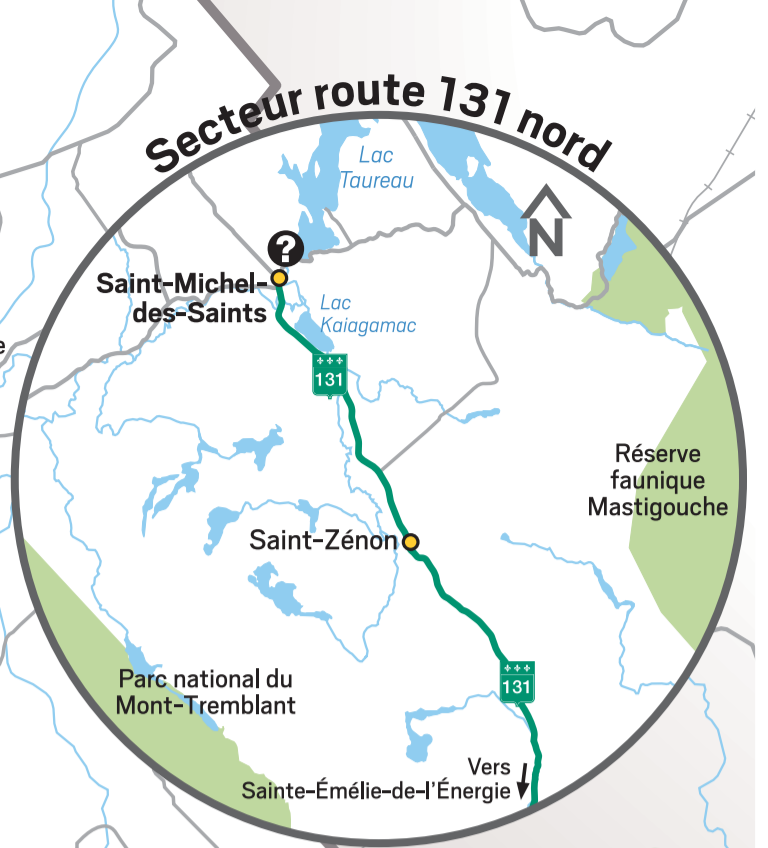 Secteur route 131 nord
Lac
Taureau
N
?
Saint-Michel-
des-Saints
Lac
Kaiagamac
131
e
Réserve
faunique
Mastigouche
Saint-Zénon
131
Parc national du
Mont-Tremblant
Vers
Sainte-Émélie-de-l'Énergie